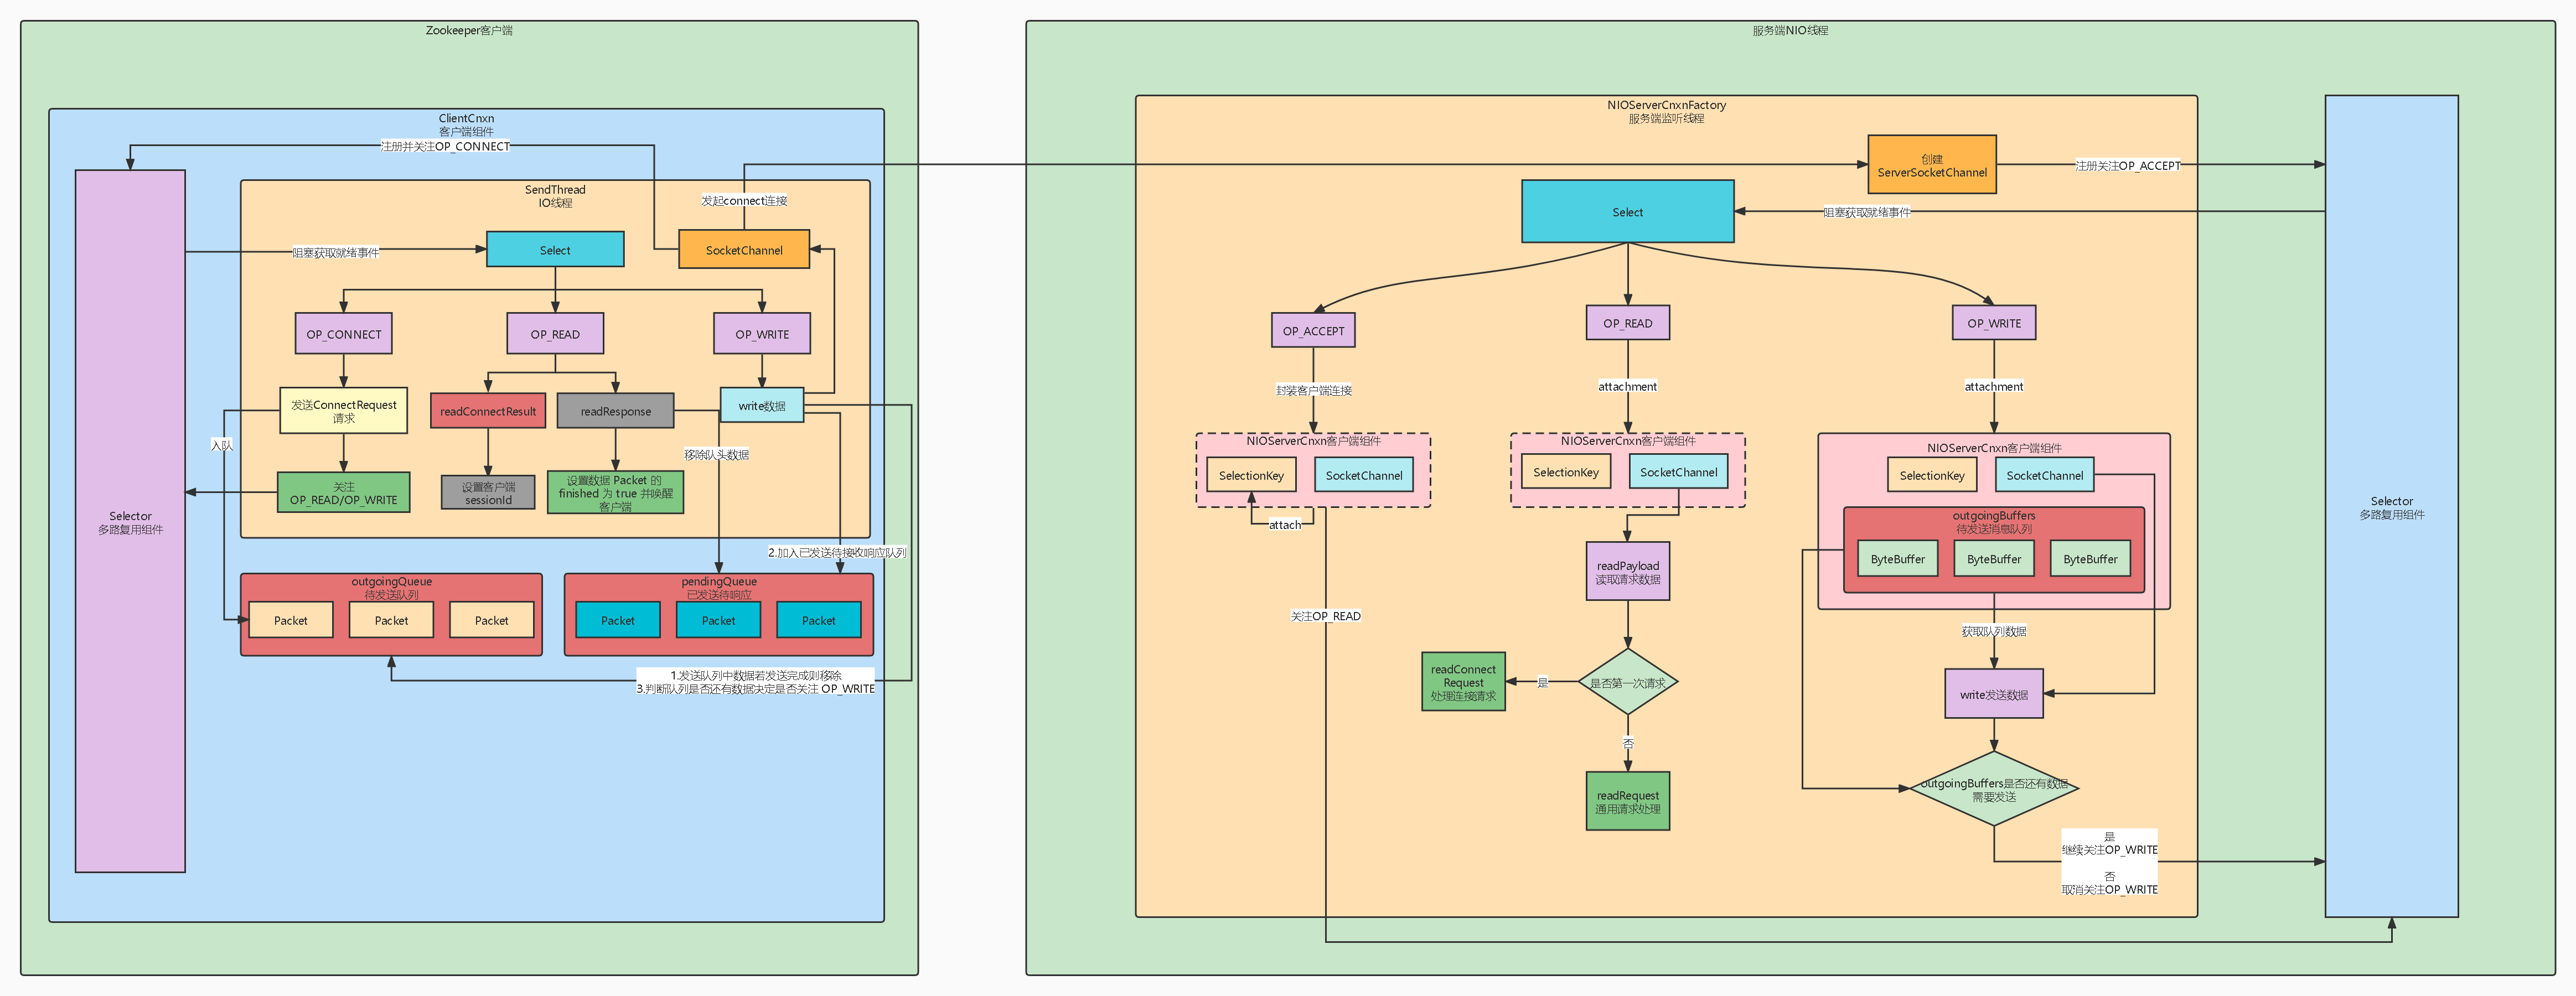 Zookeeper客户端
ClientCnxn
客户端组件
注册并关注OP_CONNECT
SendThread
IO线程
发起connect连接
阻塞获取就绪事件
Select
SocketChannel
OP_CONNECT
OP_READ
OP_WRITE
发送ConnectRequest
请求
readConnectResult
readResponse
write数据
入队
移除队头数据
关注
OP_READ/OP_WRITE
设置客户端
sessionId
设置数据 Packet 的
finished 为 true 并唤醒
客户端
Selector
多路复用组件
2.加入已发送待接收响应队列
outgoingQueue
待发送队列
Packet
Packet
Packet
pendingQueue
已发送待响应
Packet
Packet
Packet
1.发送队列中数据若发送完成则移除
3.判断队列是否还有数据决定是否关注 OP_WRITE
服务端NIO线程
NIOServerCnxnFactory
服务端监听线程
创建
ServerSocketChannel
注册关注OP_ACCEPT
Select
阻塞获取就绪事件
OP_ACCEPT
OP_READ
OP_WRITE
封装客户端连接
attachment
attachment
NIOServerCnxn客户端组件
SelectionKey
SocketChannel
attach
NIOServerCnxn客户端组件
SelectionKey
SocketChannel
NIOServerCnxn客户端组件
SelectionKey
SocketChannel
outgoingBuffers
待发送消息队列
ByteBuffer
ByteBuffer
ByteBuffer
readPayload
读取请求数据
关注OP_READ
获取队列数据
readConnect
Request
处理连接请求
是
是否第一次请求
write发送数据
否
readRequest
通用请求处理
outgoingBuffers是否还有数据
需要发送
是
继续关注OP_WRITE
否
取消关注OP_WRITE
Selector
多路复用组件